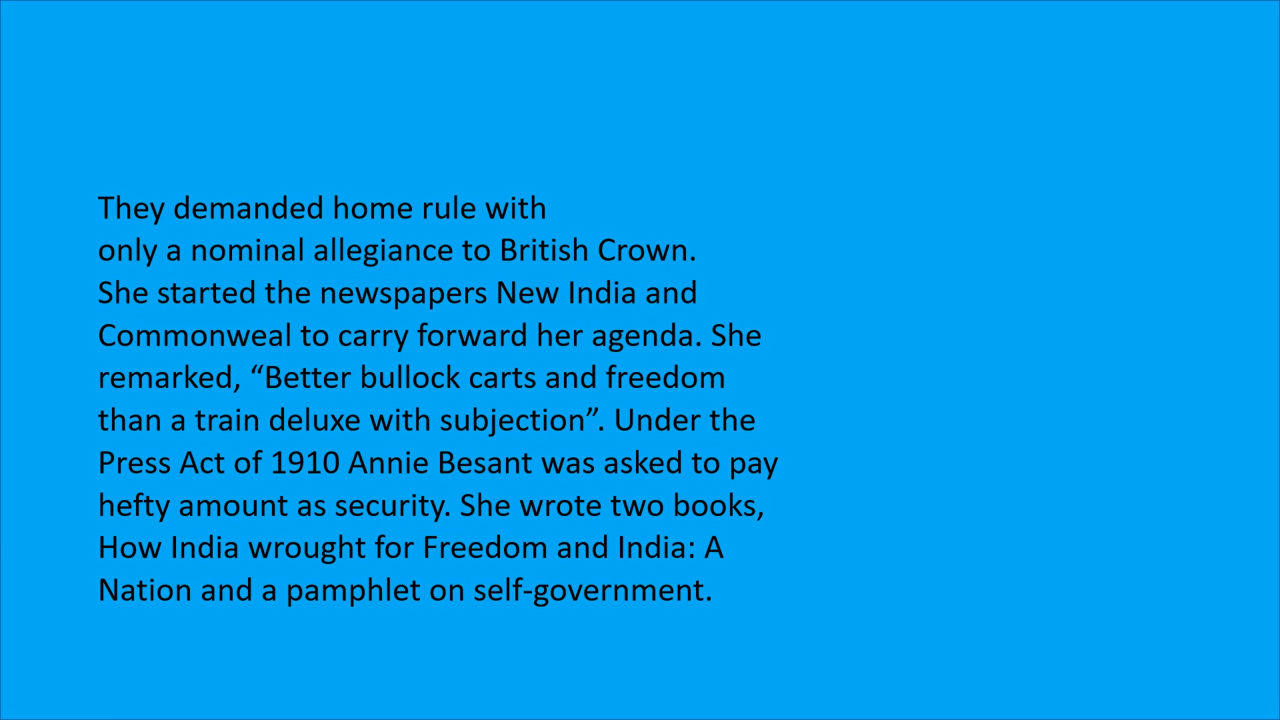 They demanded home rule with
only a nominal allegiance to British Crown.
She started the newspapers New India and
Commonweal to carry forward her agenda. She
remarked, “Better bullock carts and freedom
than a train deluxe with subjection”. Under the
Press Act of 1910 Annie Besant was asked to pay
hefty amount as security. She wrote two books,
How India wrought for Freedom and India: A
Nation and a pamphlet on self-government.